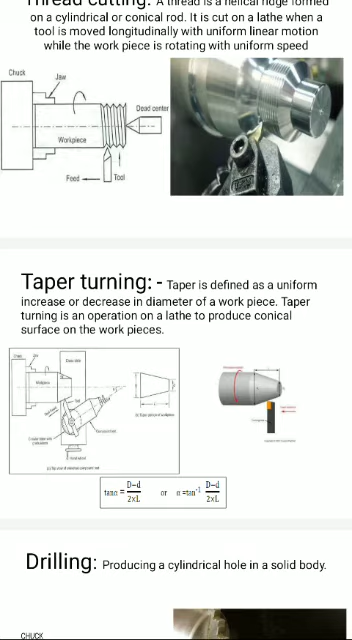 Thread cutting: A thread is a helical ridge formed
on a cylindrical or conical rod. It is cut on a lathe when a
tool is moved longitudinally with uniform linear motion
while the work piece is rotating with uniform speed
Chuck
Jaw
Dead center
Workpiece
Feed
Tool
Taper turning: - Taper is defined as a uniform
increase or decrease in diameter of a work piece. Taper
turning is an operation on a lathe to produce conical
surface on the work pieces.
tanα = D-d / 2xL or α =tan-1 D-d / 2xL
Drilling: Producing a cylindrical hole in a solid body.
CHUCK